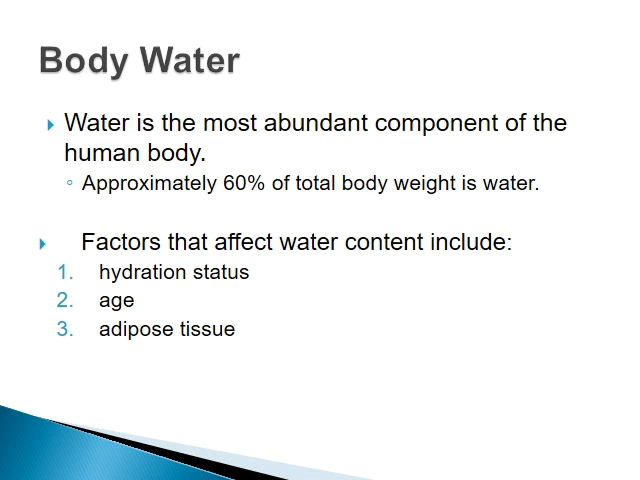 Body Water
Water is the most abundant component of the
human body.
Approximately 60% of total body weight is water.
Factors that affect water content include:
1. hydration status
2. age
3. adipose tissue